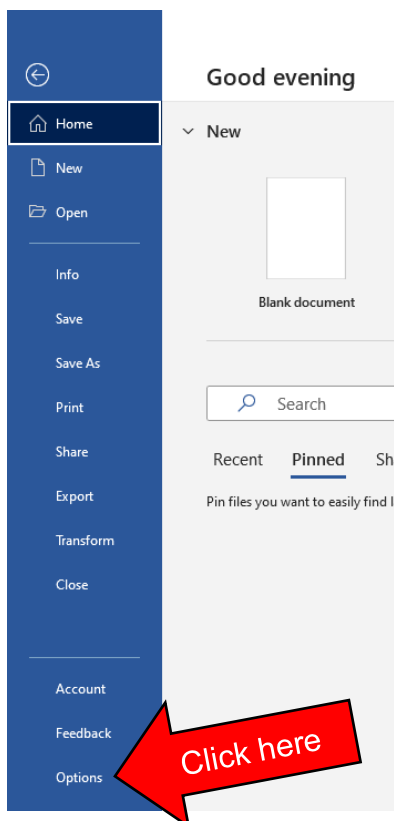 Good evening
Home
New
New
Open
Blank document
Info
Save
Save As
Search
Print
Share
Recent Pinned Sh
Export
Pin files you want to easily find
Transform
Close
Account
Feedback
Click here
Options